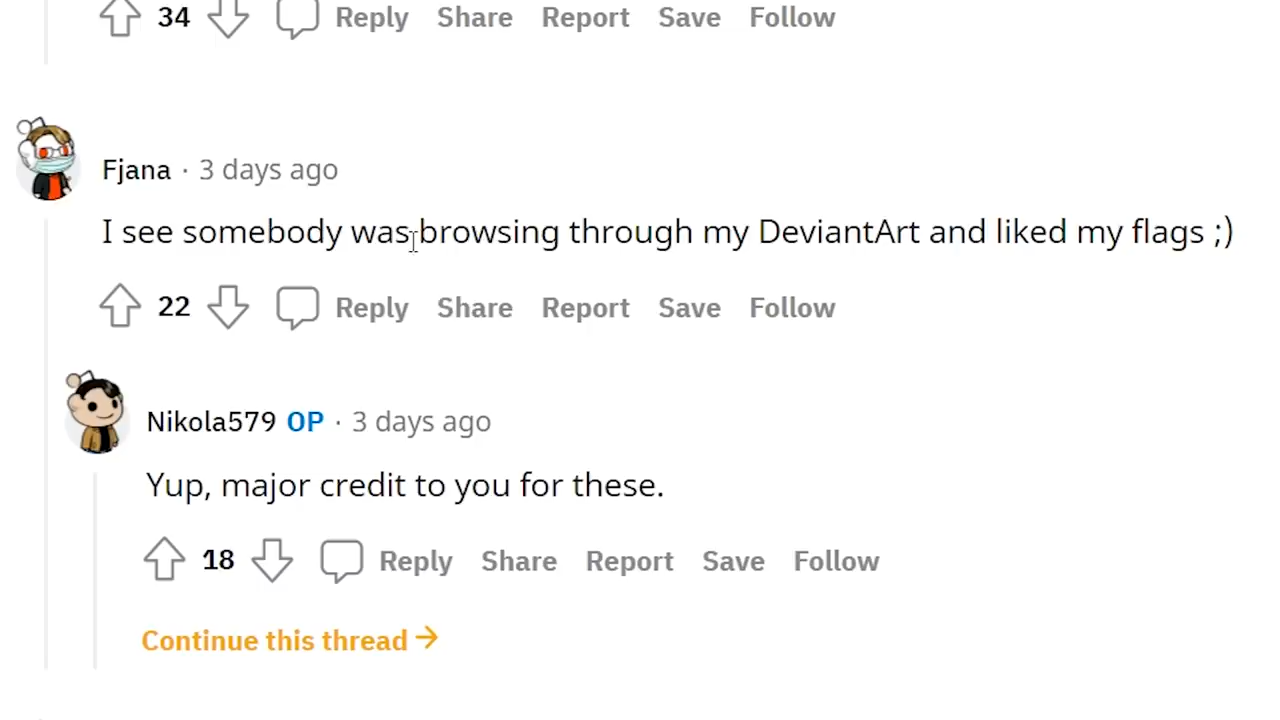 34 Reply Share Report Save Follow
Fjana · 3 days ago
I see somebody was browsing through my DeviantArt and liked my flags ;)
22 Reply Share Report Save Follow
Nikola579 OP · 3 days ago
Yup, major credit to you for these.
18 Reply Share Report Save Follow
Continue this thread →